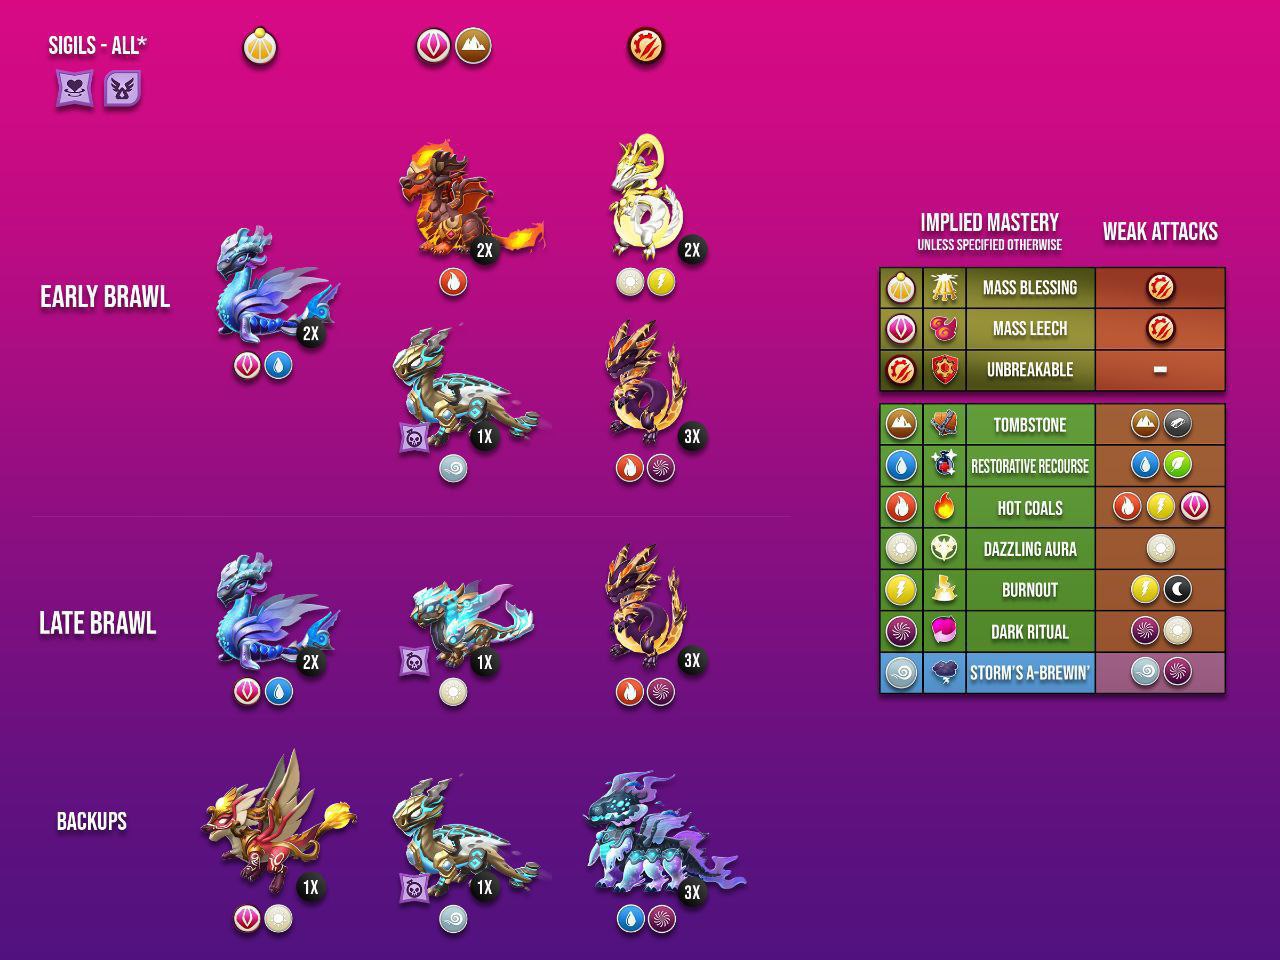 SIGILS - ALL*
EARLY BRAWL
2X
2X
2X
1X
3X
LATE BRAWL
2X
1X
3X
BACKUPS
1X
1X
3X
IMPLIED MASTERY
UNLESS SPECIFIED OTHERWISE
WEAK ATTACKS
MASS BLESSING
MASS LEECH
UNBREAKABLE
-
TOMBSTONE
RESTORATIVE RECOURSE
HOT COALS
DAZZLING AURA
BURNOUT
DARK RITUAL
STORM'S A-BREWIN'